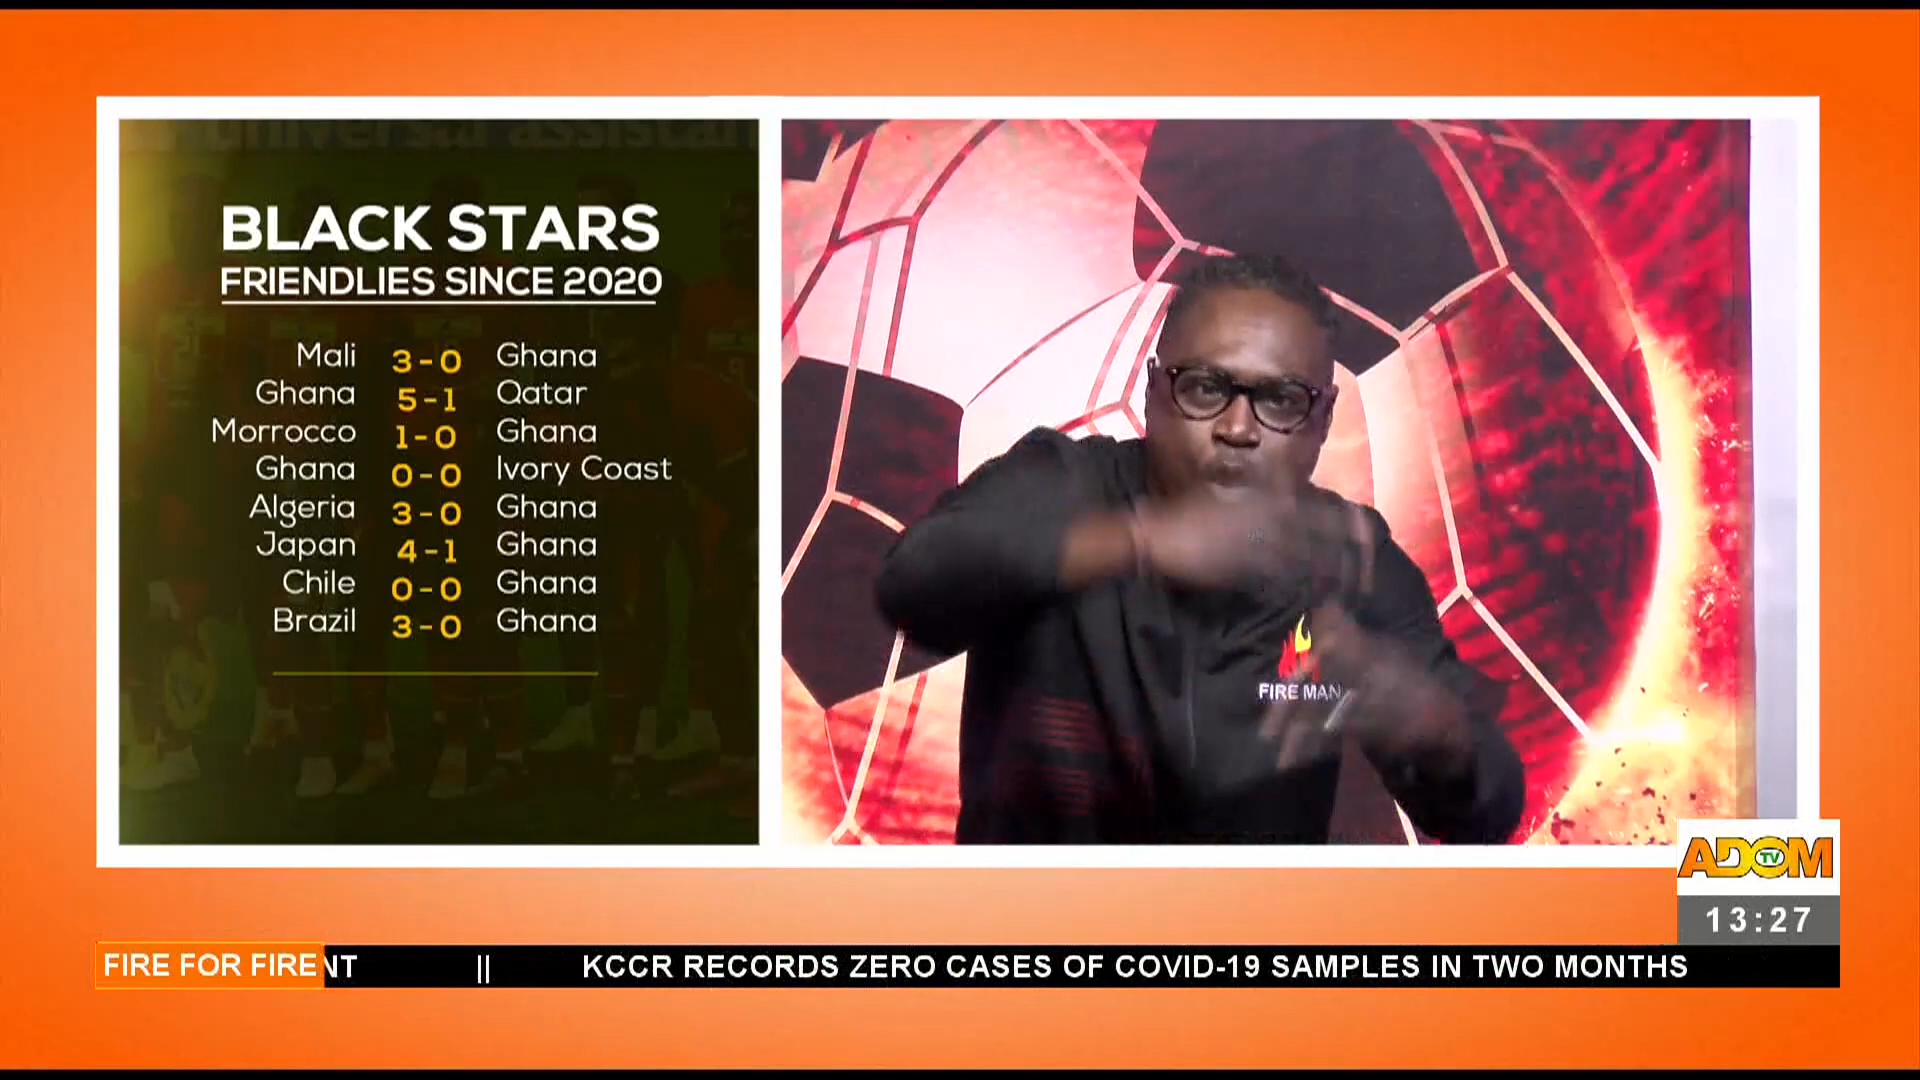 universal assistan
BLACK STARS
FRIENDLIES SINCE 2020
Mali 3 - 0 Ghana
Ghana 5 - 1 Qatar
Morrocco 1 - 0 Ghana
Ghana 0 - 0 Ivory Coast
Algeria 3 - 0 Ghana
Japan 4 - 1 Ghana
Chile 0 - 0 Ghana
Brazil 3 - 0 Ghana
FIRE MAN
ADOM TV
13:27
FIRE FOR FIRE NT || KCCR RECORDS ZERO CASES OF COVID-19 SAMPLES IN TWO MONTHS